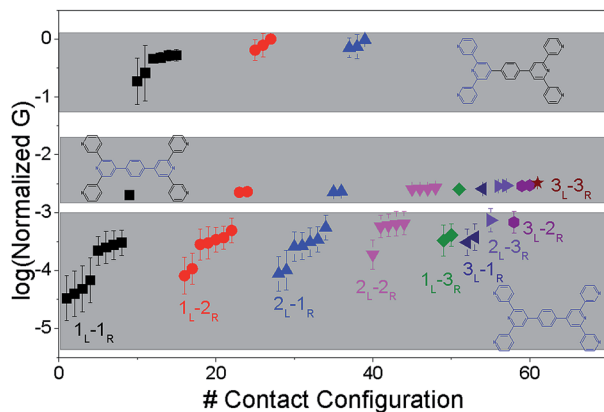 log(Normalized G)
0
-1
-2
-3
-4
-5
3L-3R
3L-2R
2L-3R
3L-1R
1L-3R
2L-2R
2L-1R
1L-2R
1L-1R
0
20
40
60
# Contact Configuration